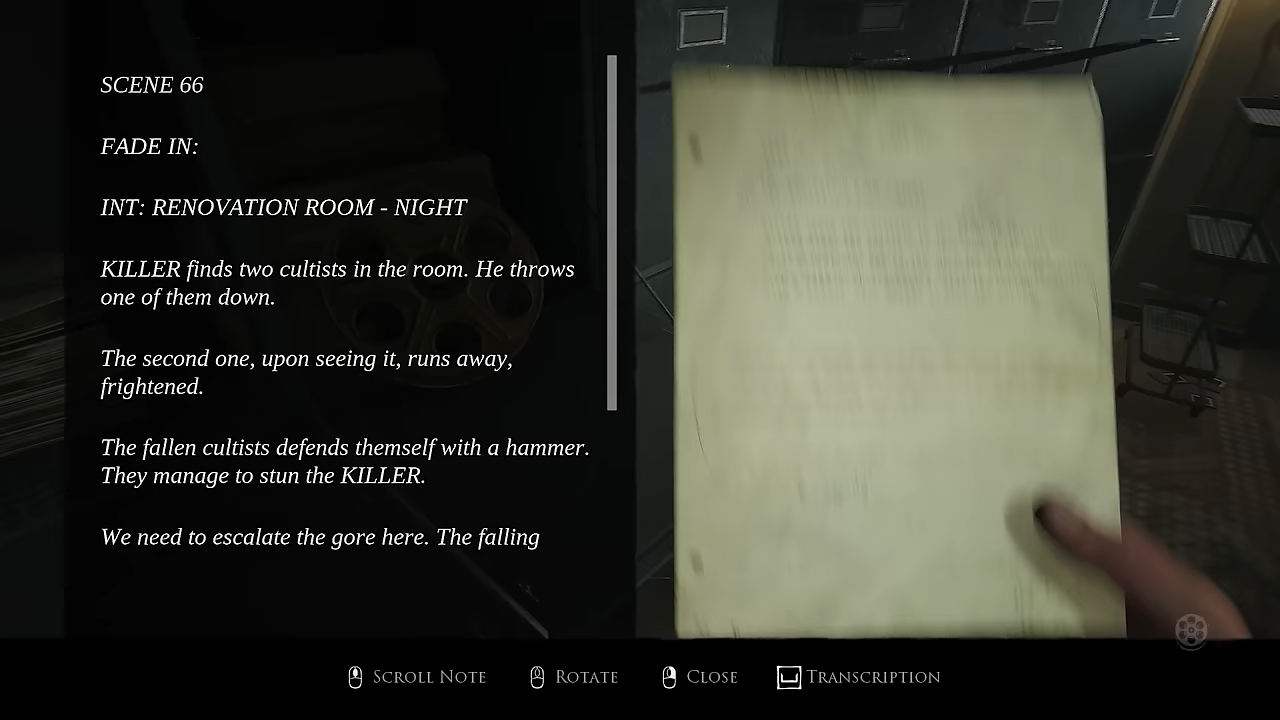 SCENE 66
FADE IN:
INT: RENOVATION ROOM - NIGHT
KILLER finds two cultists in the room. He throws
one of them down.
The second one, upon seeing it, runs away,
frightened.
The fallen cultists defends themself with a hammer.
They manage to stun the KILLER.
We need to escalate the gore here. The falling
SCROLL NOTE
ROTATE
CLOSE
TRANSCRIPTION